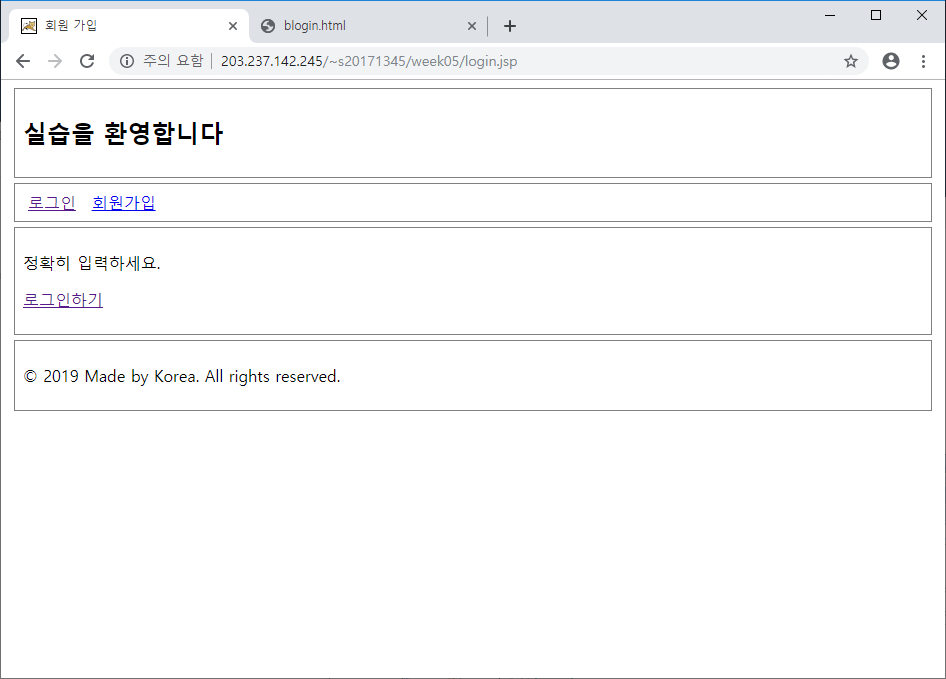 회원 가입
blogin.html
주의 요함 | 203.237.142.245/~s20171345/week05/login.jsp
실습을 환영합니다
로그인 회원가입
정확히 입력하세요.
로그인하기
© 2019 Made by Korea. All rights reserved.